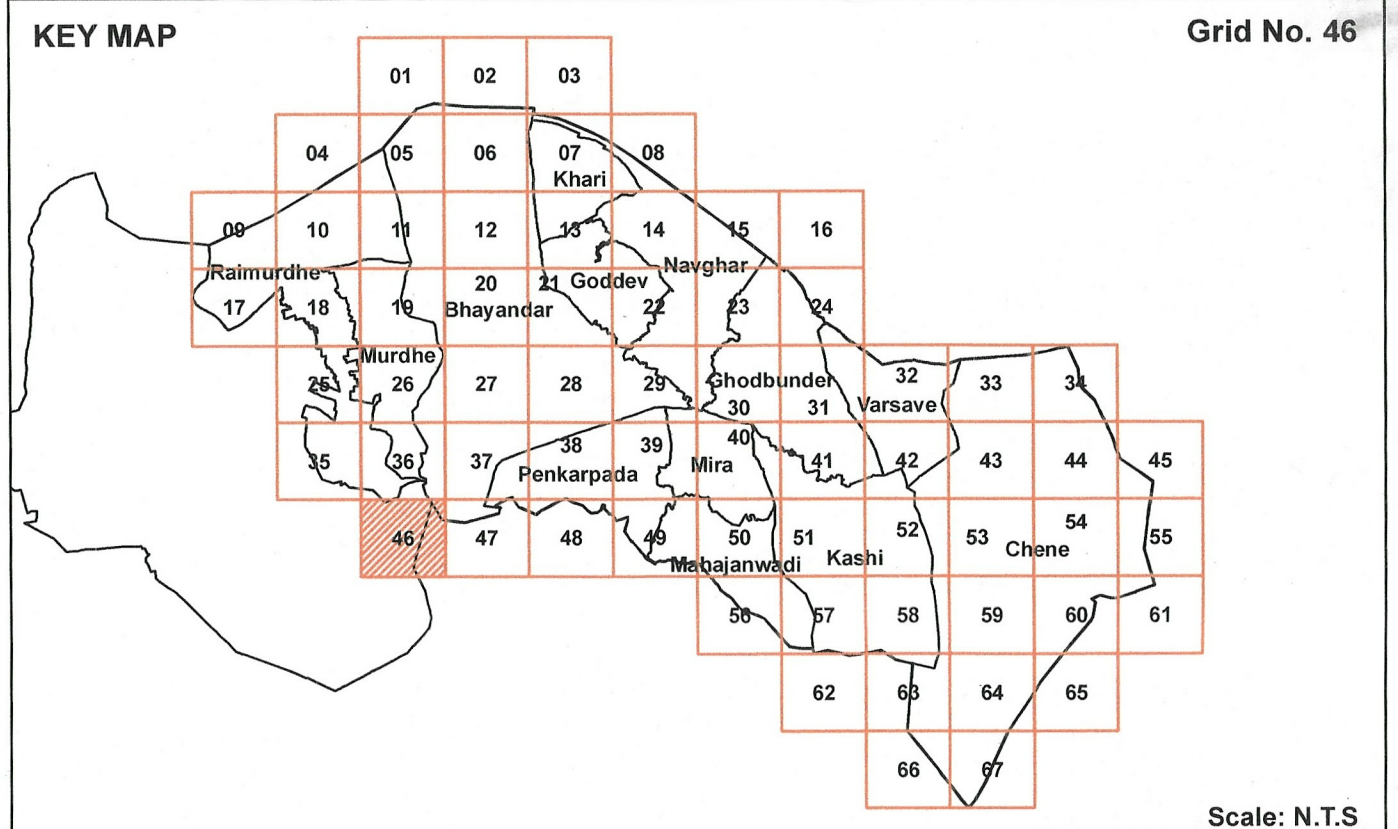 KEY MAP
Grid No. 46
01 02 03
04 05 06 07 08
Khari
09 10 11 12 13 14 15 16
Raimurdhe Goddev Navghar
17 18 19 20 21 22 23 24
Bhayandar
Murdhe
25 26 27 28 29 30 31 32 33 34
Ghodbunder
Varsave
35 36 37 38 39 40 41 42 43 44 45
Penkarpada Mira
46 47 48 49 50 51 52 53 54 55
Mahajanwadi Kashi Chene
56 57 58 59 60 61
62 63 64 65
66 67
Scale: N.T.S